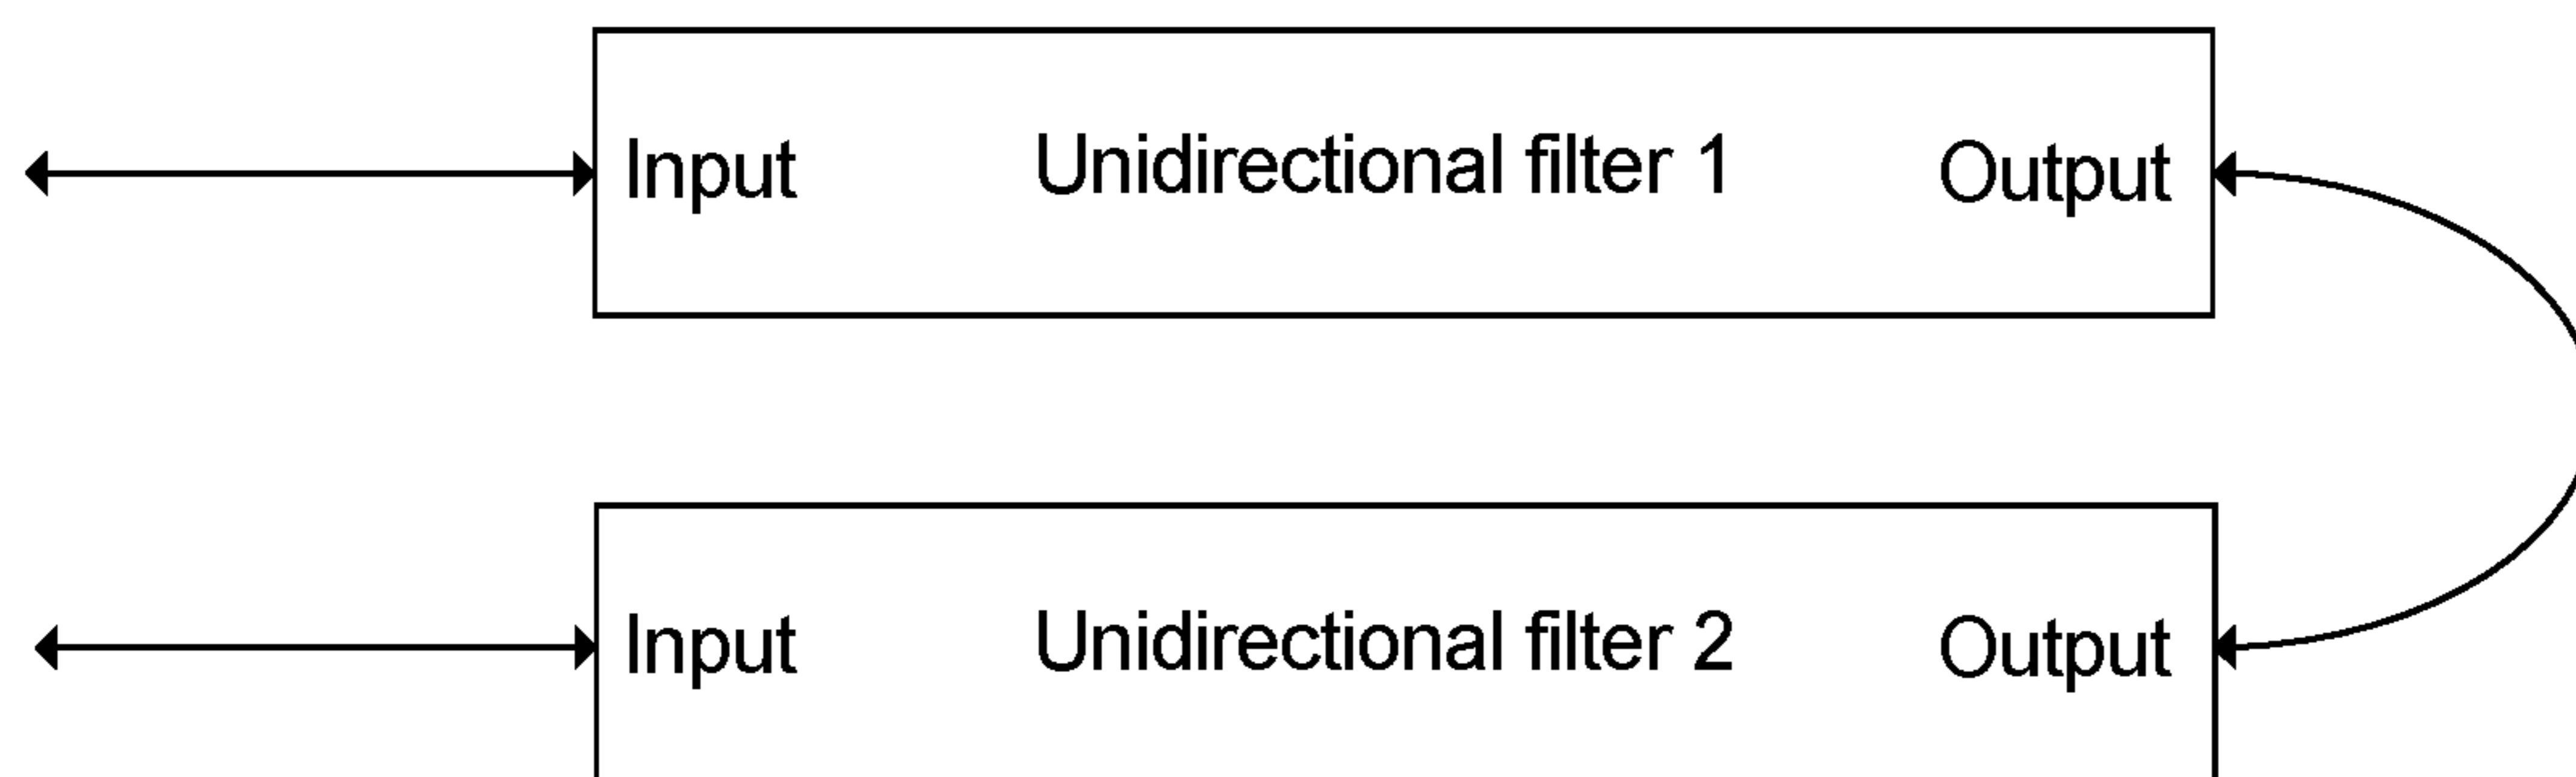 Input Unidirectional filter 1 Output
Input Unidirectional filter 2 Output